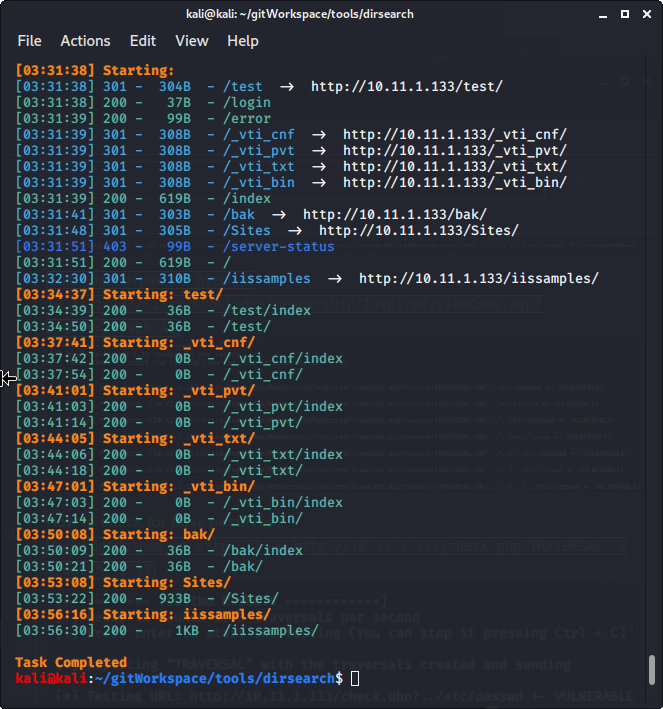 kali@kali: ~/gitWorkspace/tools/dirsearch
File Actions Edit View Help
[03:31:38] Starting:
[03:31:38] 301 - 304B - /test -> http://10.11.1.133/test/
[03:31:38] 200 - 37B - /login
[03:31:39] 200 - 99B - /error
[03:31:39] 301 - 308B - /_vti_cnf -> http://10.11.1.133/_vti_cnf/
[03:31:39] 301 - 308B - /_vti_pvt -> http://10.11.1.133/_vti_pvt/
[03:31:39] 301 - 308B - /_vti_txt -> http://10.11.1.133/_vti_txt/
[03:31:39] 301 - 308B - /_vti_bin -> http://10.11.1.133/_vti_bin/
[03:31:39] 200 - 619B - /index
[03:31:41] 301 - 303B - /bak -> http://10.11.1.133/bak/
[03:31:48] 301 - 305B - /Sites -> http://10.11.1.133/Sites/
[03:31:51] 403 - 99B - /server-status
[03:31:51] 200 - 619B - /
[03:32:30] 301 - 310B - /iissamples -> http://10.11.1.133/iissamples/
[03:34:37] Starting: test/
[03:34:39] 200 - 36B - /test/index
[03:34:50] 200 - 36B - /test/
[03:37:41] Starting: _vti_cnf/
[03:37:42] 200 - 0B - /_vti_cnf/index
[03:37:54] 200 - 0B - /_vti_cnf/
[03:41:01] Starting: _vti_pvt/
[03:41:03] 200 - 0B - /_vti_pvt/index
[03:41:14] 200 - 0B - /_vti_pvt/
[03:44:05] Starting: _vti_txt/
[03:44:06] 200 - 0B - /_vti_txt/index
[03:44:18] 200 - 0B - /_vti_txt/
[03:47:01] Starting: _vti_bin/
[03:47:03] 200 - 0B - /_vti_bin/index
[03:47:14] 200 - 0B - /_vti_bin/
[03:50:08] Starting: bak/
[03:50:09] 200 - 36B - /bak/index
[03:50:21] 200 - 36B - /bak/
[03:53:08] Starting: Sites/
[03:53:22] 200 - 933B - /Sites/
[03:56:16] Starting: iissamples/
[03:56:30] 200 - 1KB - /iissamples/
Task Completed
kali@kali:~/gitWorkspace/tools/dirsearch$